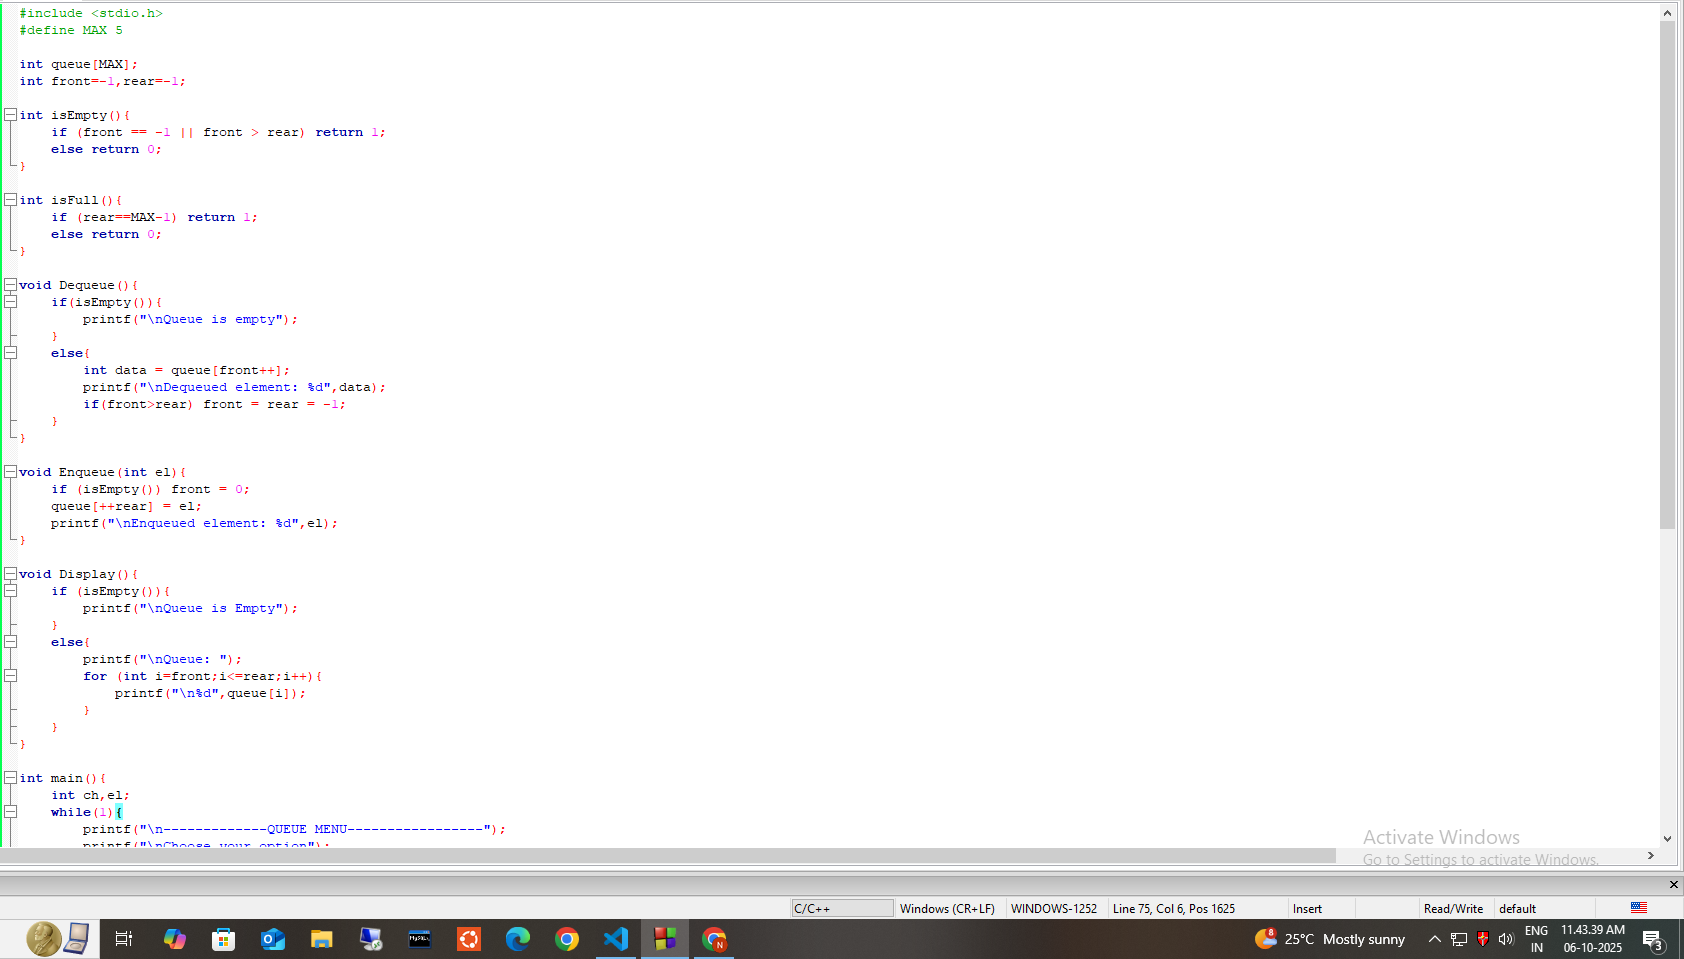 #include <stdio.h>
#define MAX 5
int queue[MAX];
int front=-1,rear=-1;
int isEmpty(){
    if (front == -1 || front > rear) return 1;
    else return 0;
}
int isFull(){
    if (rear==MAX-1) return 1;
    else return 0;
}
void Dequeue(){
    if(isEmpty()){
        printf("\nQueue is empty");
    }
    else{
        int data = queue[front++];
        printf("\nDequeued element: %d",data);
        if(front>rear) front = rear = -1;
    }
}
void Enqueue(int el){
    if (isEmpty()) front = 0;
    queue[++rear] = el;
    printf("\nEnqueued element: %d",el);
}
void Display(){
    if (isEmpty()){
        printf("\nQueue is Empty");
    }
    else{
        printf("\nQueue: ");
        for (int i=front;i<=rear;i++){
            printf("\n%d",queue[i]);
        }
    }
}
int main(){
    int ch,el;
    while(1){
        printf("\n-------------QUEUE MENU-----------------");
        printf("\nChoose your option");
Activate Windows
Go to Settings to activate Windows.
C/C++ Windows (CR+LF) WINDOWS-1252 Line 75, Col 6, Pos 1625 Insert Read/Write default
8 25°C Mostly sunny ENG IN 11.43.39 AM 06-10-2025 3